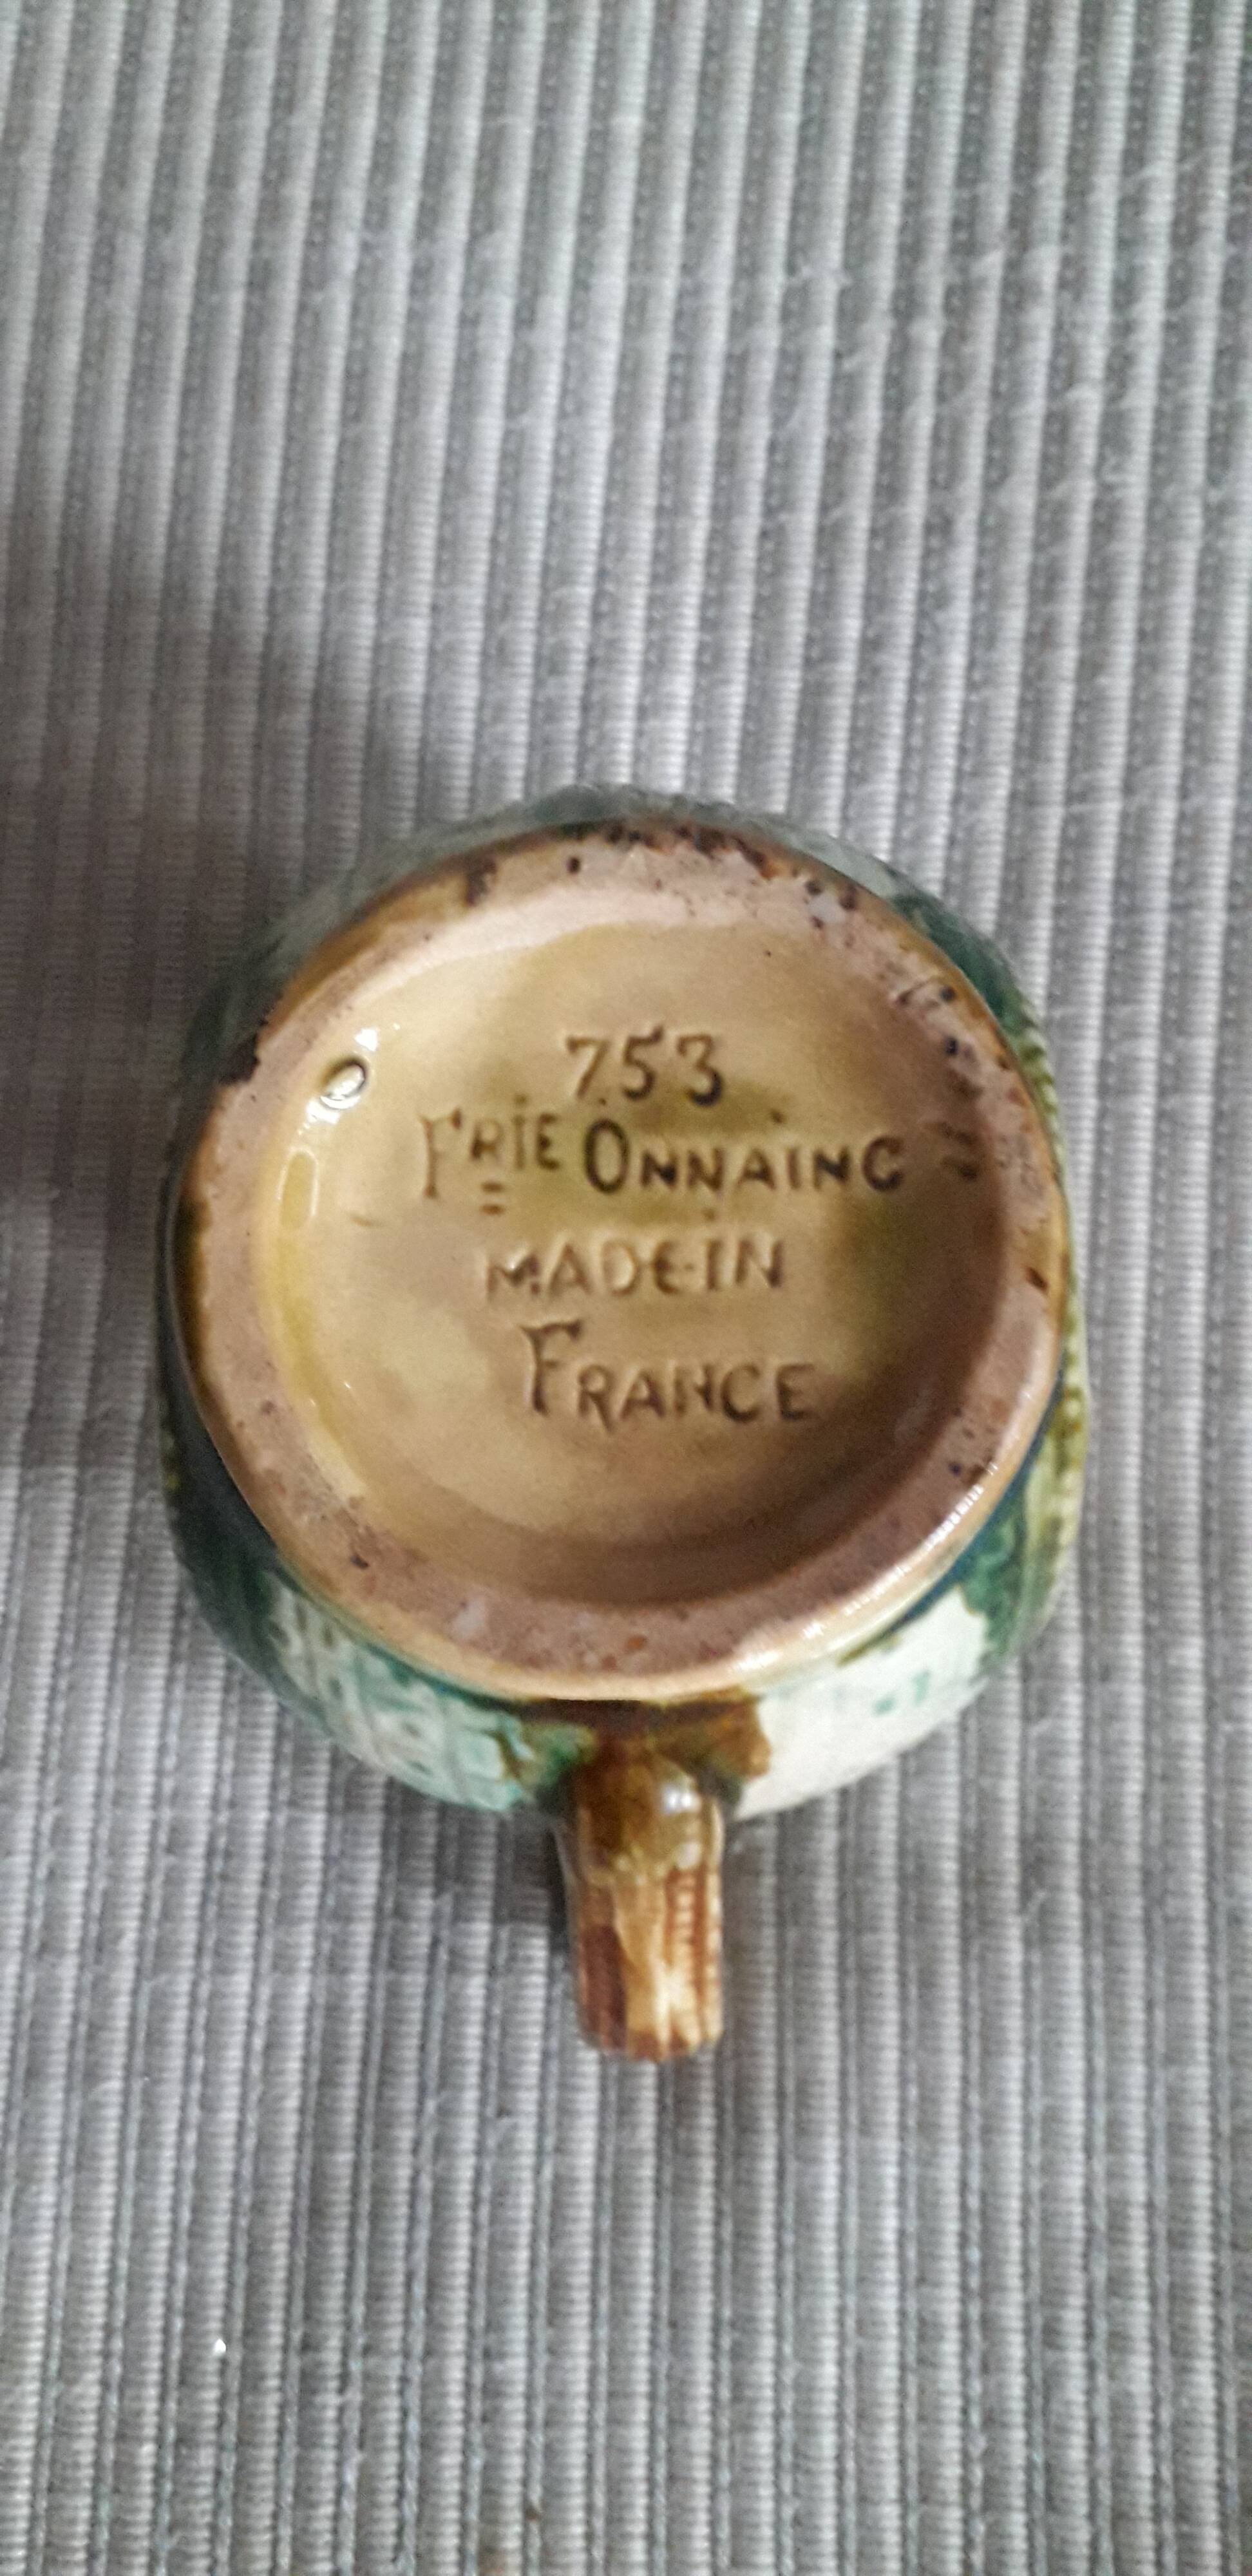 753
FRIE ONNAING
MADE IN
FRANCE